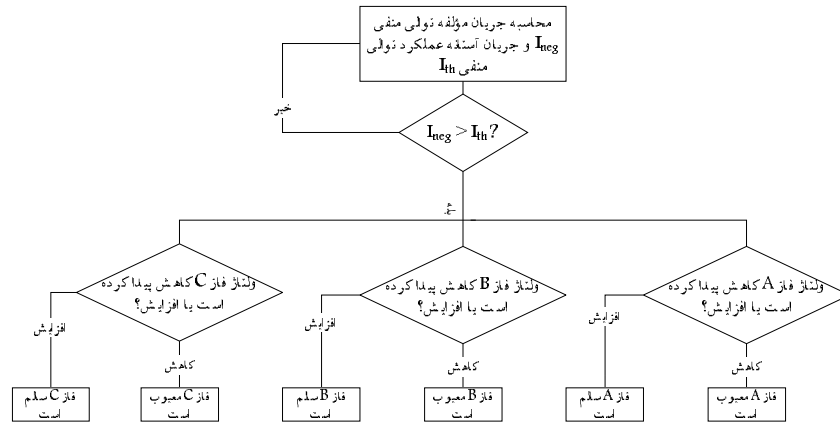 محاسبه جریان مؤلفه توالی منفی
Ineg و جریان آستانه عملکرد توالی
منفی Ith
Ineg > Ith ?
خیر
ولتاژ فاز A کاهش پیدا کرده
است یا افزایش؟
ولتاژ فاز B کاهش پیدا کرده
است یا افزایش؟
ولتاژ فاز C کاهش پیدا کرده
است یا افزایش؟
افزایش
افزایش
افزایش
کاهش
کاهش
کاهش
فاز A معیوب
است
فاز A سالم
است
فاز B معیوب
است
فاز B سالم
است
فاز C معیوب
است
فاز C سالم
است